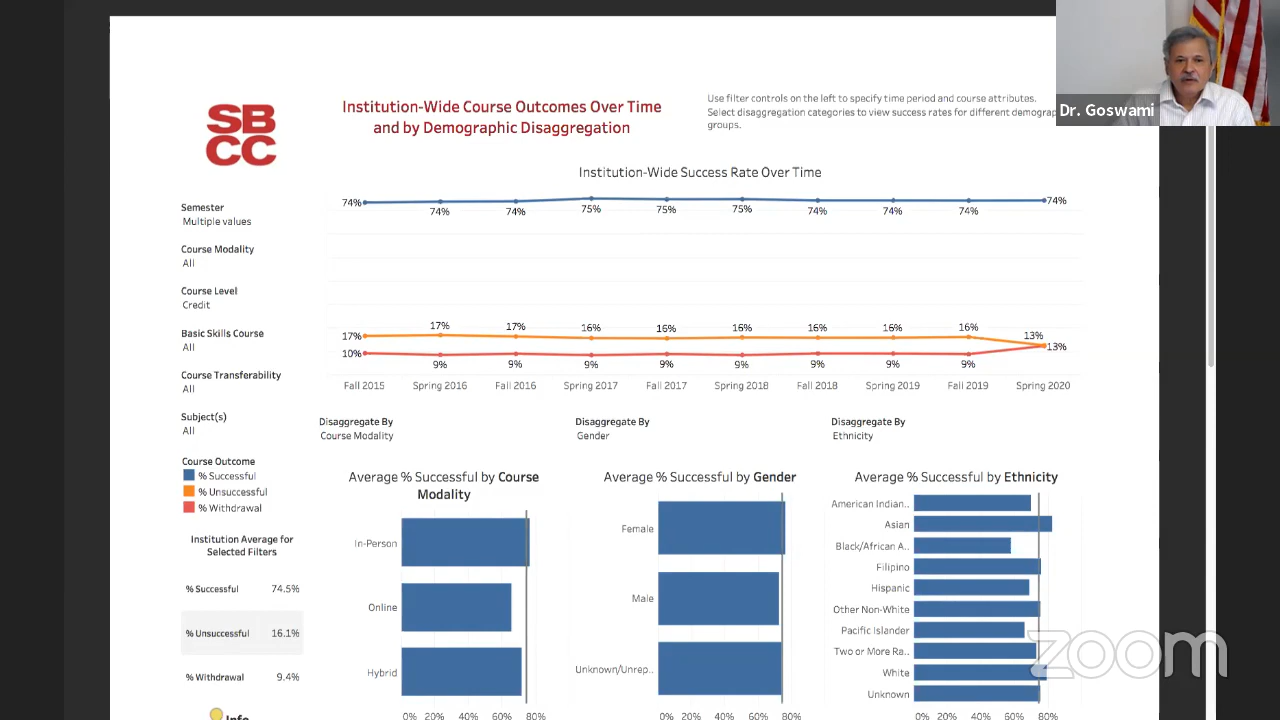 Dr. Goswami
SB
CC
Institution-Wide Course Outcomes Over Time
and by Demographic Disaggregation
Use filter controls on the left to specify time period and course attributes.
Select disaggregation categories to view success rates for different demograp
groups.
Institution-Wide Success Rate Over Time
Semester
Multiple values
Course Modality
All
Course Level
Credit
Basic Skills Course
All
Course Transferability
All
Subject(s)
All
74% 74% 74% 75% 75% 75% 74% 74% 74% 74%
17% 17% 17% 16% 16% 16% 16% 16% 16% 13%
10% 9% 9% 9% 9% 9% 9% 9% 9% 13%
Fall 2015 Spring 2016 Fall 2016 Spring 2017 Fall 2017 Spring 2018 Fall 2018 Spring 2019 Fall 2019 Spring 2020
Course Outcome
% Successful
% Unsuccessful
% Withdrawal
Institution Average for
Selected Filters
% Successful 74.5%
% Unsuccessful 16.1%
% Withdrawal 9.4%
Info
Disaggregate By
Course Modality
Average % Successful by Course
Modality
In-Person
Online
Hybrid
0% 20% 40% 60% 80%
Disaggregate By
Gender
Average % Successful by Gender
Female
Male
Unknown/Unrep..
0% 20% 40% 60% 80%
Disaggregate By
Ethnicity
Average % Successful by Ethnicity
American Indian..
Asian
Black/African A..
Filipino
Hispanic
Other Non-White
Pacific Islander
Two or More Ra..
White
Unknown
0% 20% 40% 60% 80%
zoom